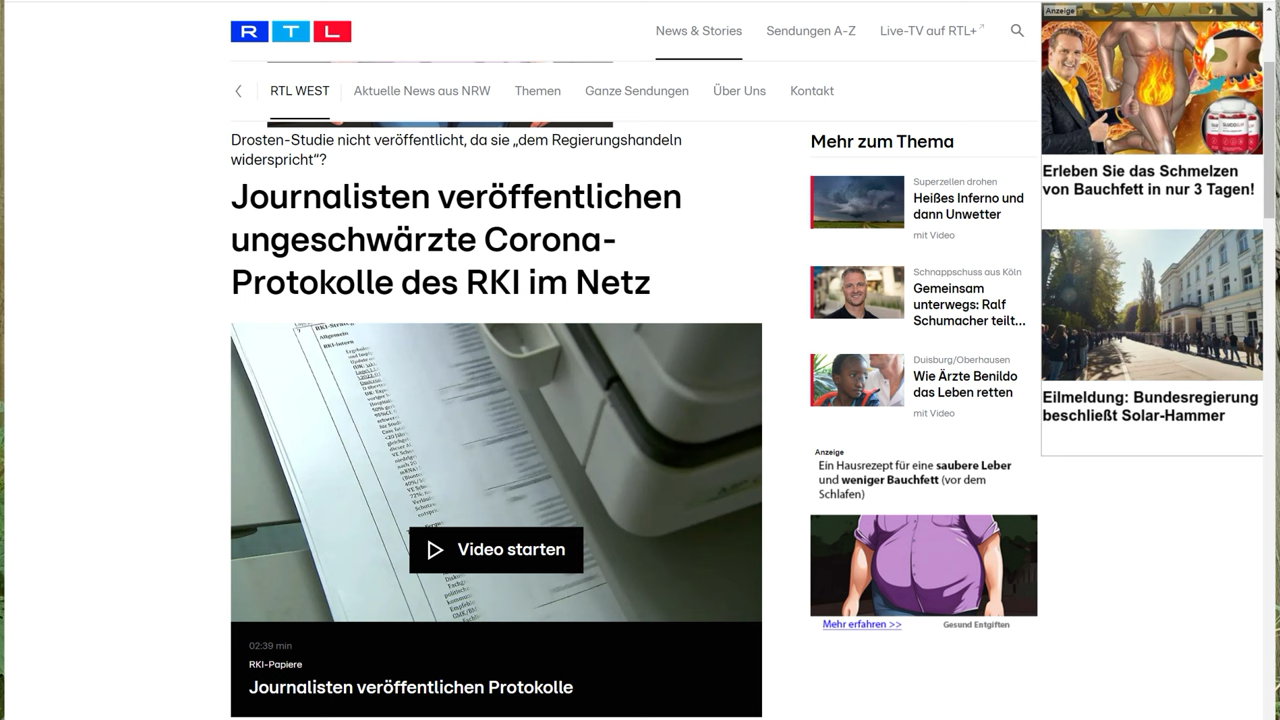 RTL
News & Stories
Sendungen A-Z
Live-TV auf RTL+
RTL WEST
Aktuelle News aus NRW
Themen
Ganze Sendungen
Über Uns
Kontakt
Drosten-Studie nicht veröffentlicht, da sie „dem Regierungshandeln
widerspricht“?
Journalisten veröffentlichen
ungeschwärzte Corona-
Protokolle des RKI im Netz
Allgemein
RKI-intern
Video starten
02:39 min
RKI-Papiere
Journalisten veröffentlichen Protokolle
Mehr zum Thema
Superzellen drohen
Heißes Inferno und
dann Unwetter
mit Video
Schnappschuss aus Köln
Gemeinsam
unterwegs: Ralf
Schumacher teilt...
Duisburg/Oberhausen
Wie Ärzte Benildo
das Leben retten
mit Video
Anzeige
Ein Hausrezept für eine saubere Leber
und weniger Bauchfett (vor dem
Schlafen)
Mehr erfahren >>
Gesund Entgiften
Anzeige
Erleben Sie das Schmelzen
von Bauchfett in nur 3 Tagen!
Eilmeldung: Bundesregierung
beschließt Solar-Hammer